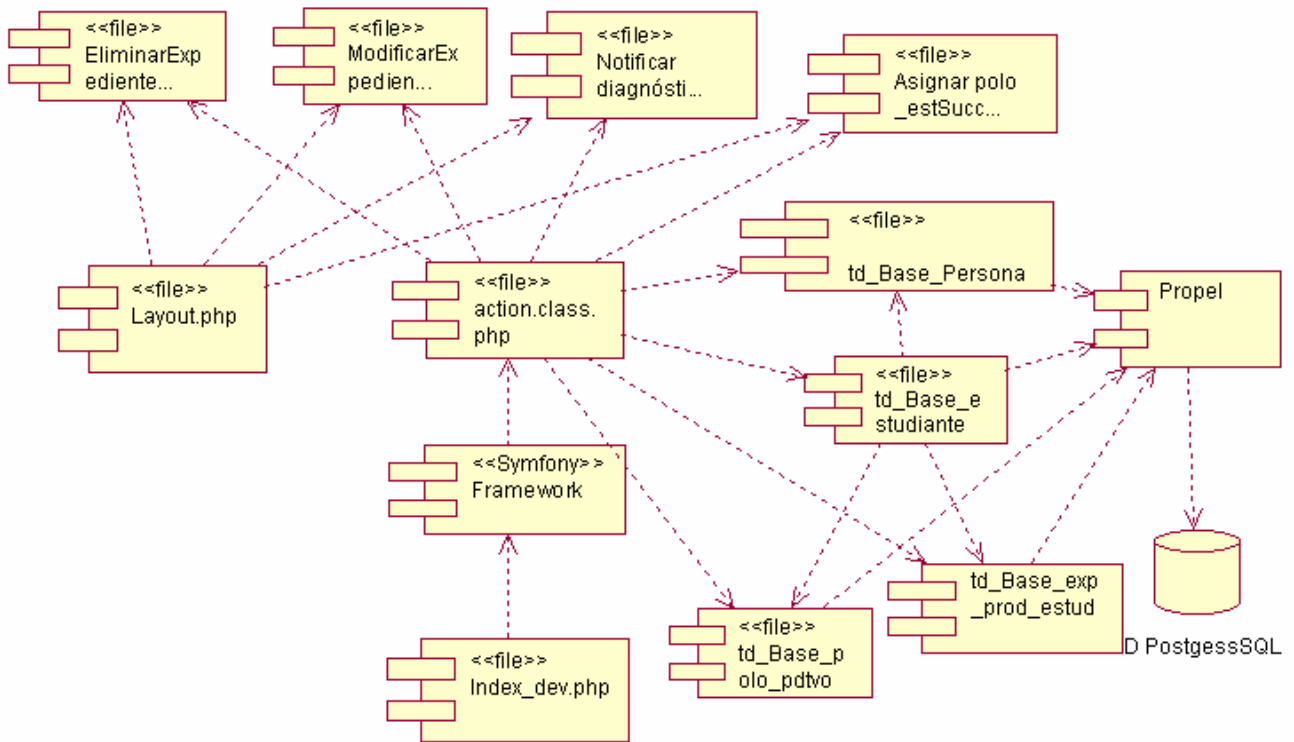 <<file>>
EliminarExp
ediente...
<<file>>
ModificarEx
pedien...
<<file>>
Notificar
diagnósti...
<<file>>
Asignar polo
_estSucc...
<<file>>
td_Base_Persona
<<file>>
Layout.php
<<file>>
action.class.
php
Propel
<<file>>
td_Base_e
studiante
<<Symfony>>
Framework
<<file>>
Index_dev.php
<<file>>
td_Base_p
olo_pdtvo
td_Base_exp
_prod_estud
D PostgessSQL